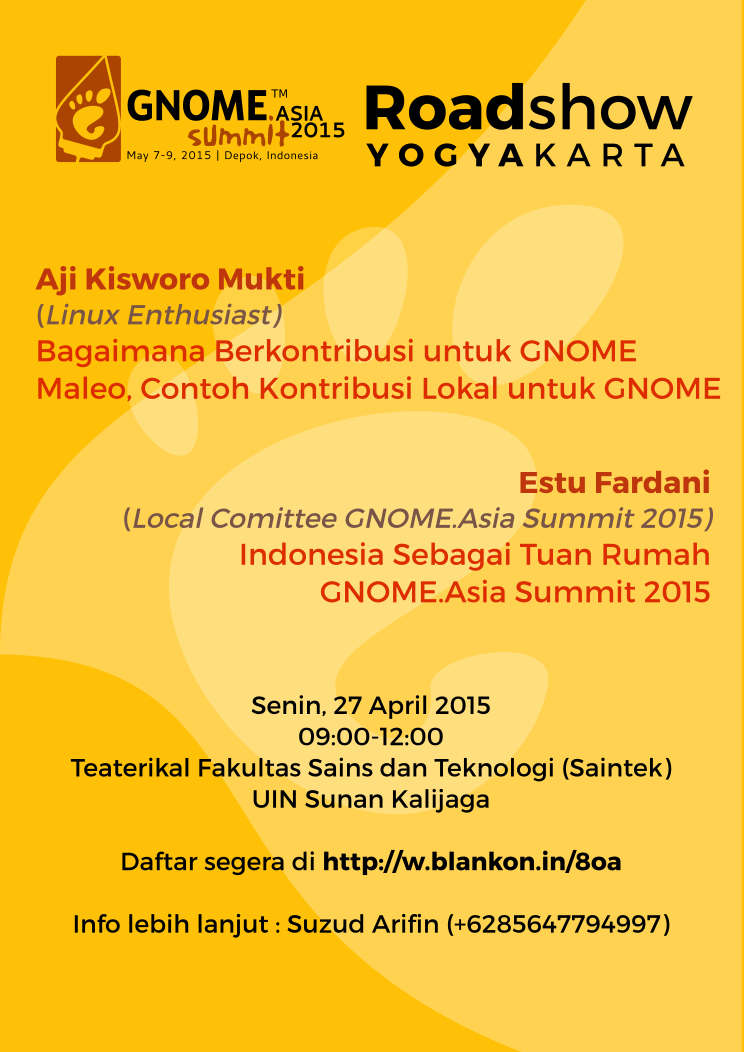 GNOME.ASIA™
summit 2015
May 7-9, 2015 | Depok, Indonesia
Roadshow
YOGYAKARTA
Aji Kisworo Mukti
(Linux Enthusiast)
Bagaimana Berkontribusi untuk GNOME
Maleo, Contoh Kontribusi Lokal untuk GNOME
Estu Fardani
(Local Comittee GNOME.Asia Summit 2015)
Indonesia Sebagai Tuan Rumah
GNOME.Asia Summit 2015
Senin, 27 April 2015
09:00-12:00
Teaterikal Fakultas Sains dan Teknologi (Saintek)
UIN Sunan Kalijaga
Daftar segera di http://w.blankon.in/8oa
Info lebih lanjut : Suzud Arifin (+6285647794997)